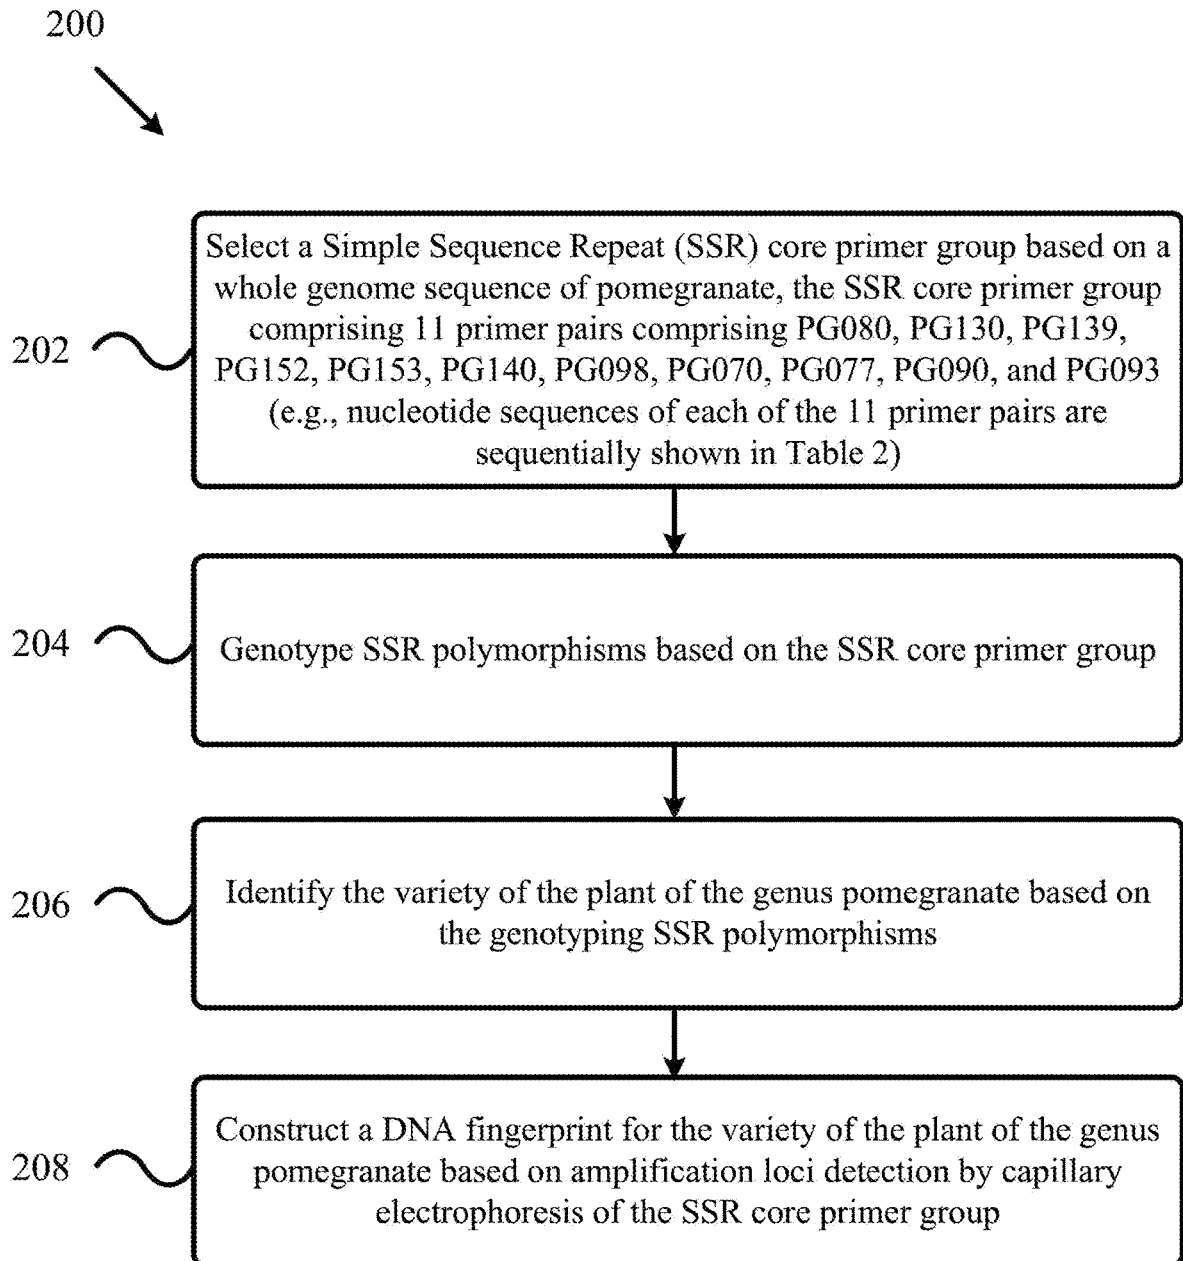 200
202
Select a Simple Sequence Repeat (SSR) core primer group based on a
whole genome sequence of pomegranate, the SSR core primer group
comprising 11 primer pairs comprising PG080, PG130, PG139,
PG152, PG153, PG140, PG098, PG070, PG077, PG090, and PG093
(e.g., nucleotide sequences of each of the 11 primer pairs are
sequentially shown in Table 2)
204
Genotype SSR polymorphisms based on the SSR core primer group
206
Identify the variety of the plant of the genus pomegranate based on
the genotyping SSR polymorphisms
208
Construct a DNA fingerprint for the variety of the plant of the genus
pomegranate based on amplification loci detection by capillary
electrophoresis of the SSR core primer group